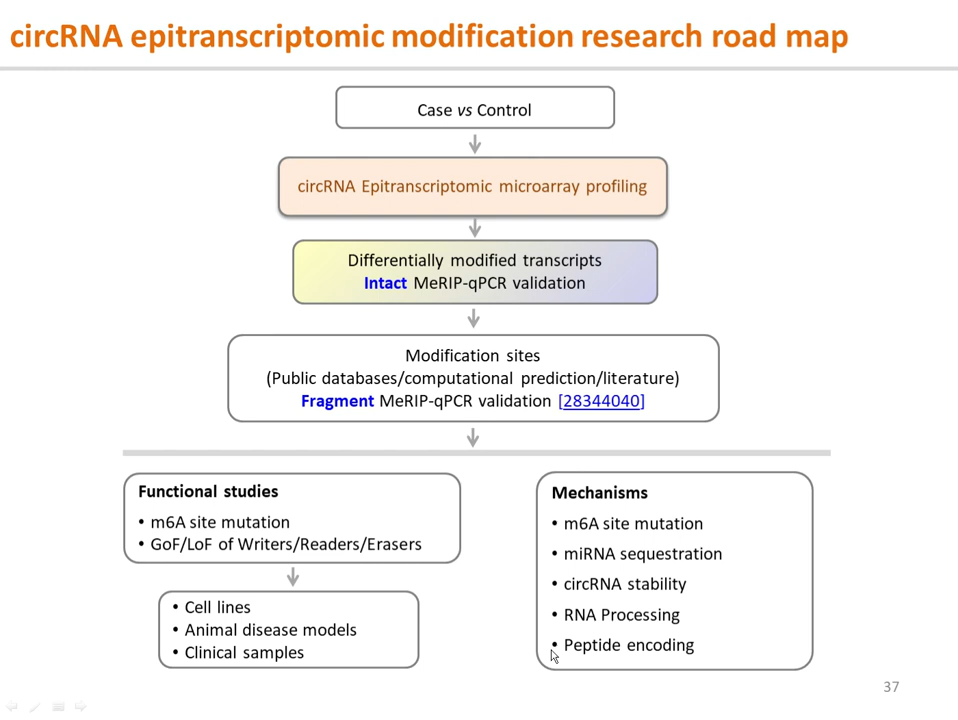 circRNA epitranscriptomic modification research road map
Case vs Control
circRNA Epitranscriptomic microarray profiling
Differentially modified transcripts
Intact MeRIP-qPCR validation
Modification sites
(Public databases/computational prediction/literature)
Fragment MeRIP-qPCR validation [28344040]
Functional studies
• m6A site mutation
• GoF/LoF of Writers/Readers/Erasers
• Cell lines
• Animal disease models
• Clinical samples
Mechanisms
• m6A site mutation
• miRNA sequestration
• circRNA stability
• RNA Processing
• Peptide encoding
37